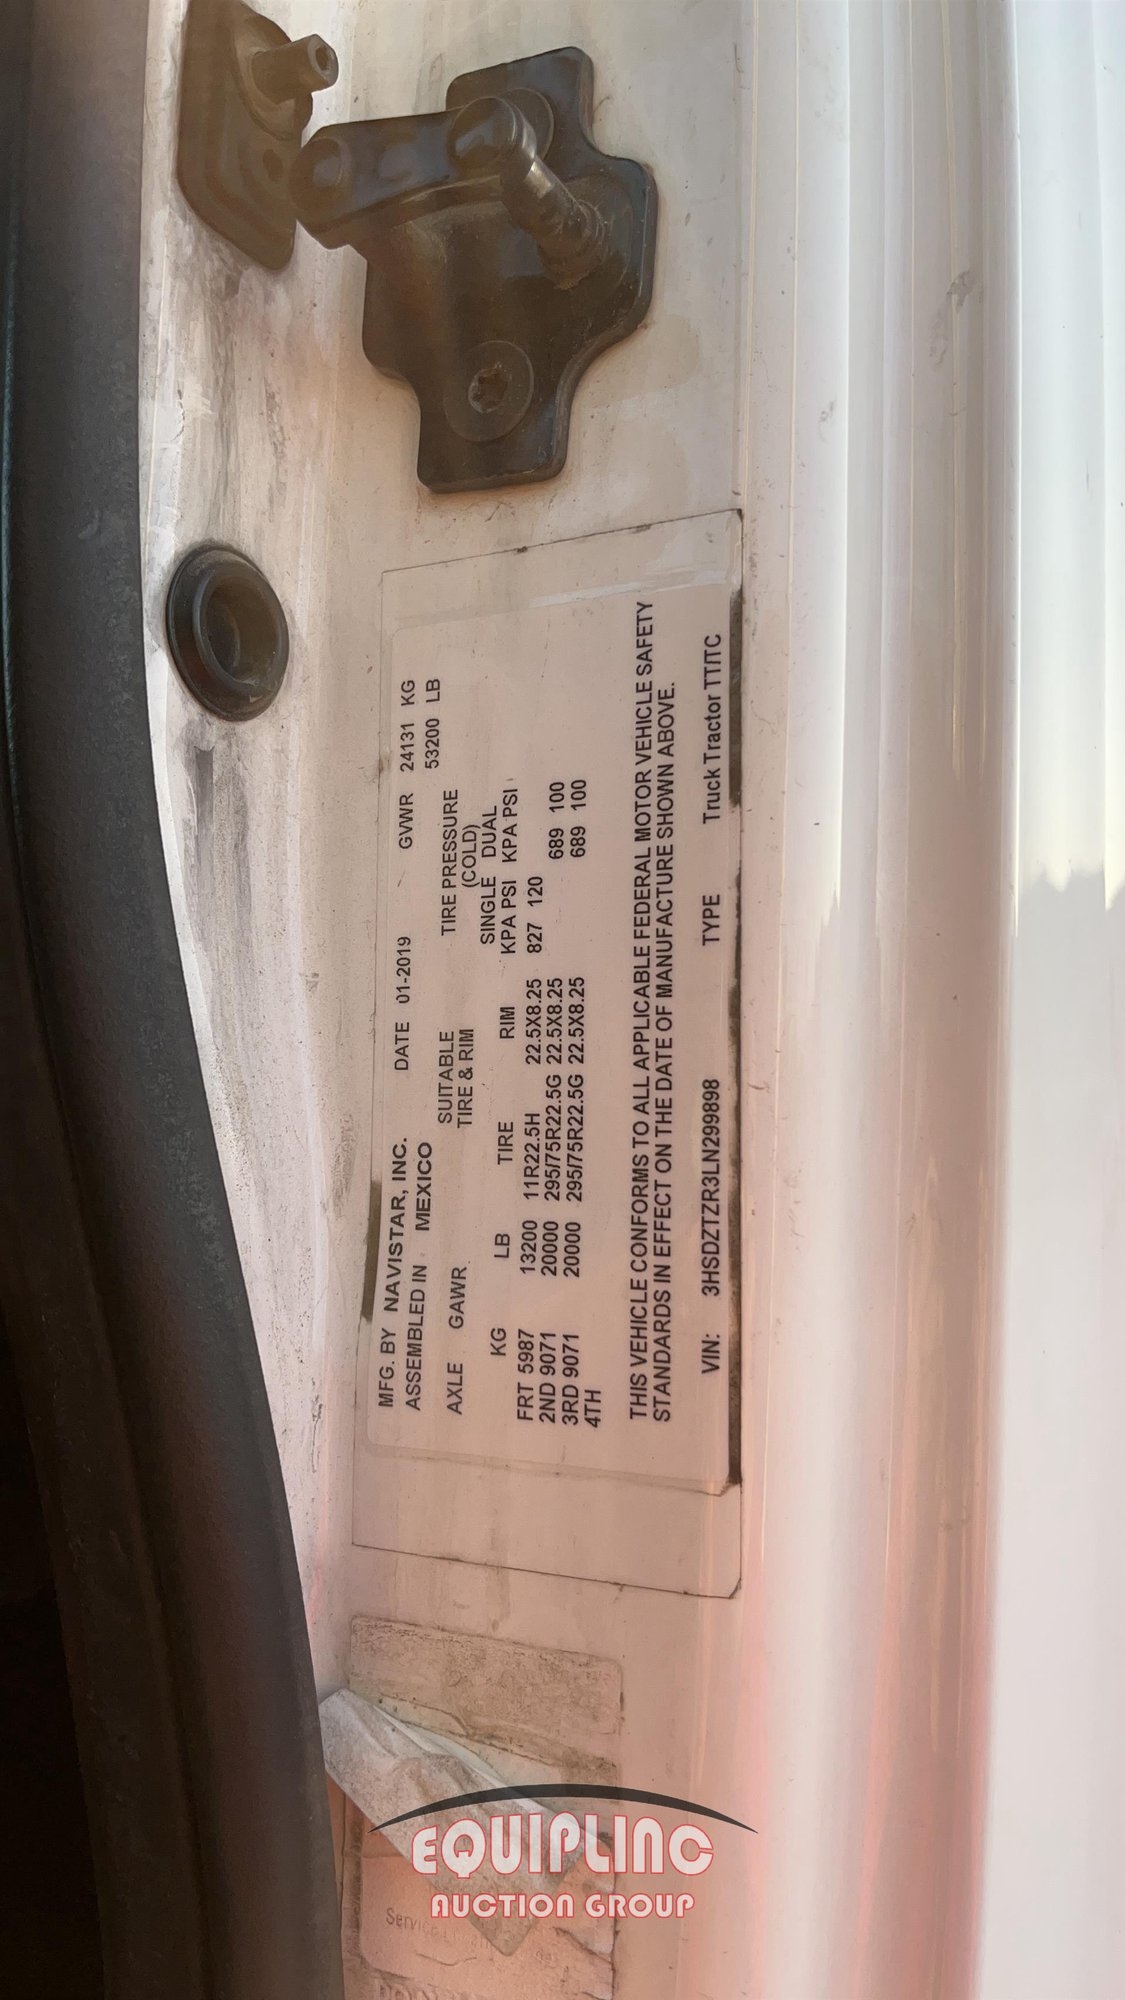 MFG. BY NAVISTAR, INC. DATE 01-2019 GVWR 24131 KG
ASSEMBLED IN MEXICO 53200 LB
AXLE GAWR SUITABLE TIRE PRESSURE
TIRE & RIM (COLD)
SINGLE DUAL
KG LB TIRE RIM KPA PSI KPA PSI
FRT 5987 13200 11R22.5H 22.5X8.25 827 120
2ND 9071 20000 295/75R22.5G 22.5X8.25 689 100
3RD 9071 20000 295/75R22.5G 22.5X8.25 689 100
4TH
THIS VEHICLE CONFORMS TO ALL APPLICABLE FEDERAL MOTOR VEHICLE SAFETY
STANDARDS IN EFFECT ON THE DATE OF MANUFACTURE SHOWN ABOVE.
VIN: 3HSDZTZR3LN299898 TYPE Truck Tractor TT/TC
EQUIPLINC
AUCTION GROUP
Service